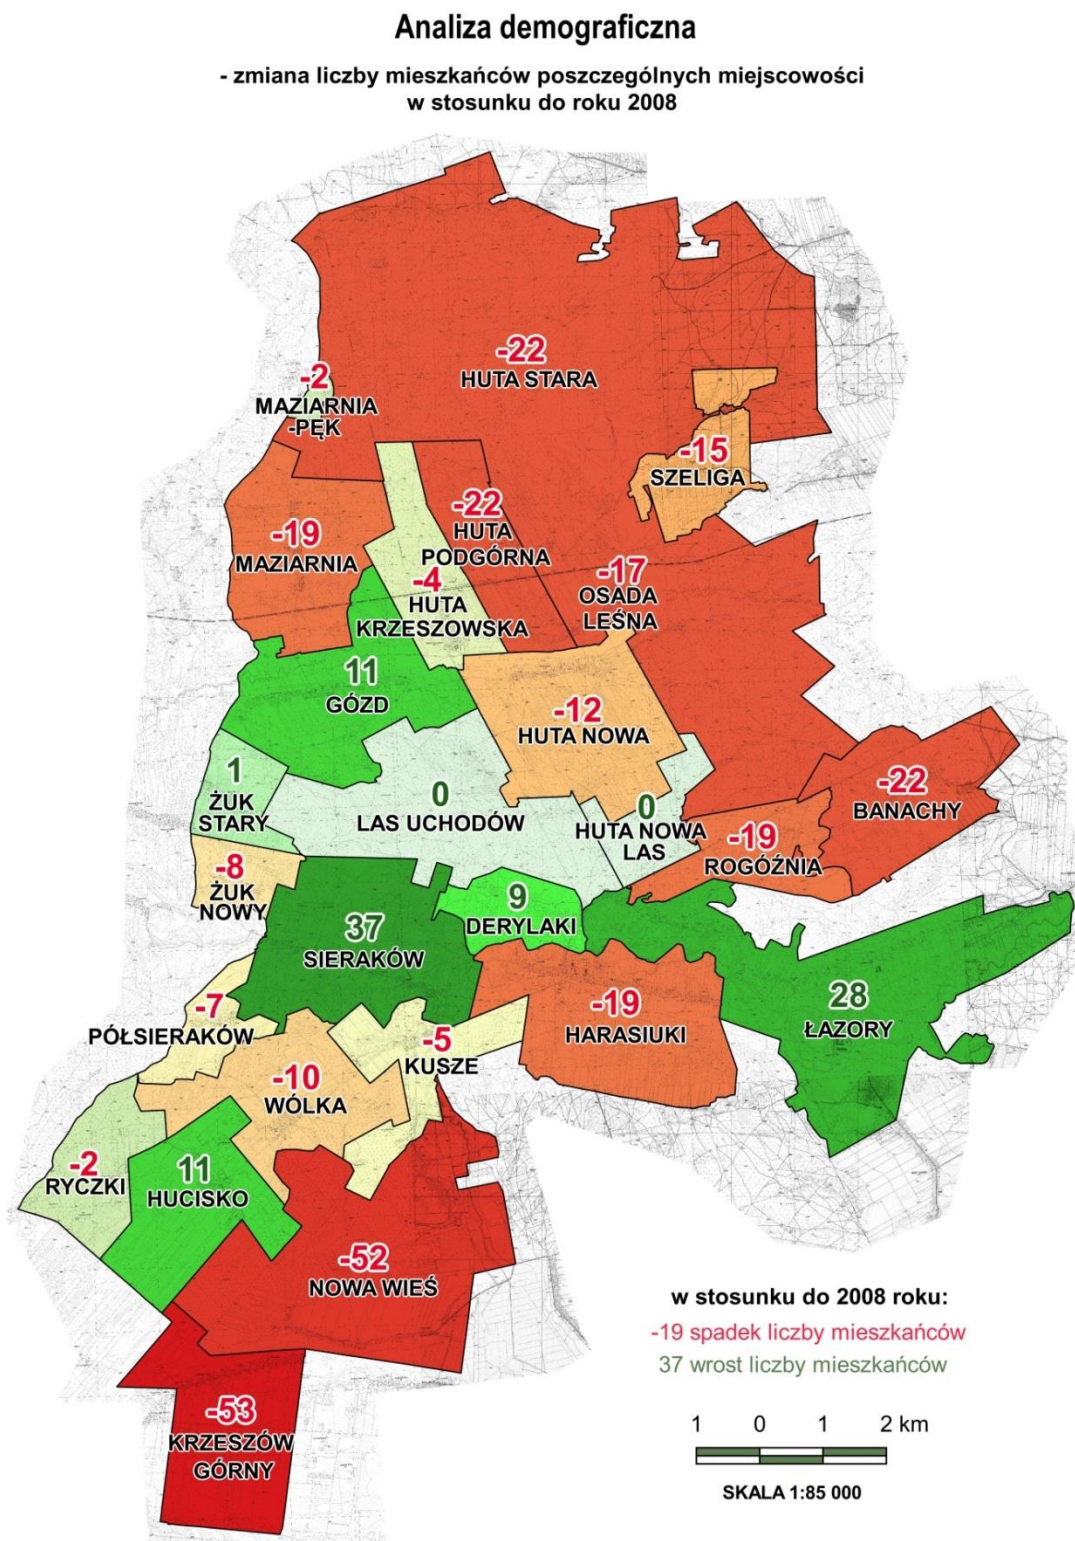 Analiza demograficzna
- zmiana liczby mieszkańców poszczególnych miejscowości
w stosunku do roku 2008
-22
HUTA STARA
-2
MAZIARNIA
-PĘK
-15
SZELIGA
-22
HUTA
PODGÓRNA
-19
MAZIARNIA
-4
HUTA
KRZESZOWSKA
-17
OSADA
LEŚNA
11
GÓZD
-12
HUTA NOWA
1
ŻUK
STARY
0
LAS UCHODÓW
0
HUTA NOWA
LAS
-22
BANACHY
-19
ROGÓŹNIA
-8
ŻUK
NOWY
37
SIERAKÓW
9
DERYLAKI
-7
PÓŁSIERAKÓW
-19
HARASIUKI
28
ŁAZORY
-5
KUSZE
-10
WÓLKA
-2
RYCZKI
11
HUCISKO
-52
NOWA WIEŚ
-53
KRZESZÓW
GÓRNY
w stosunku do 2008 roku:
-19 spadek liczby mieszkańców
37 wrost liczby mieszkańców
1 0 1 2 km
SKALA 1:85 000